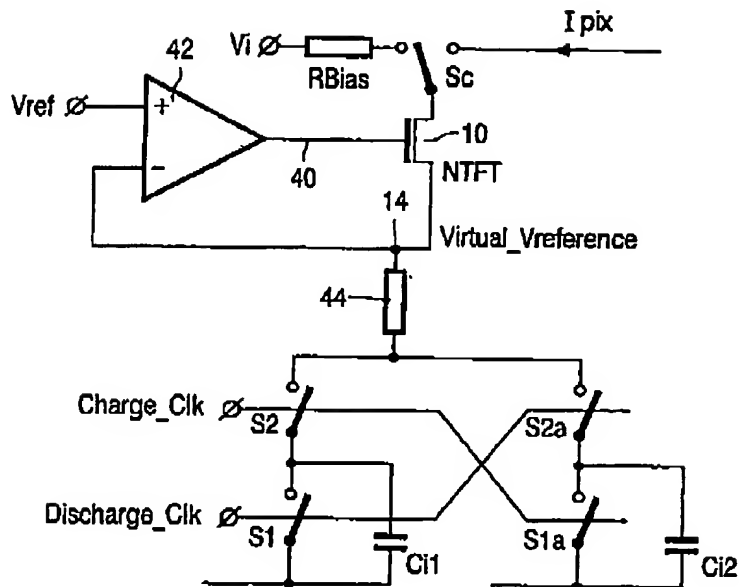 I pix
Vi
RBias
Sc
42
Vref
+
10
40
NTFT
−
14
Virtual_Vreference
44
Charge_Clk
S2
S2a
Discharge_Clk
S1
Ci1
S1a
Ci2